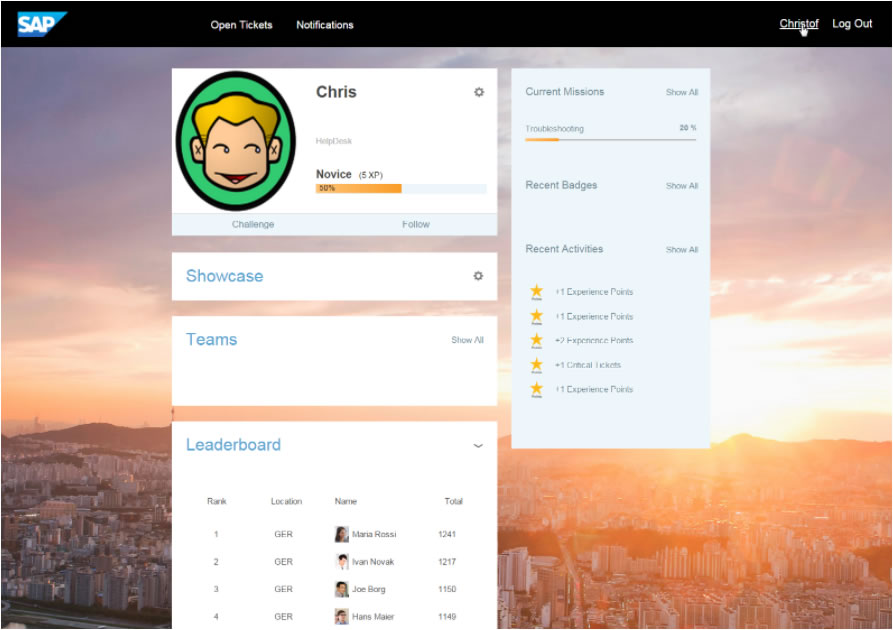 SAP
Open Tickets Notifications Christof Log Out
Chris
HelpDesk
Novice (5 XP)
50%
Challenge Follow
Showcase
Teams Show All
Leaderboard
Rank Location Name Total
1 GER Maria Rossi 1241
2 GER Ivan Novak 1217
3 GER Joe Borg 1150
4 GER Hans Maier 1149
Current Missions Show All
Troubleshooting 20 %
Recent Badges Show All
Recent Activities Show All
+1 Experience Points
+1 Experience Points
+2 Experience Points
+1 Critical Tickets
+1 Experience Points